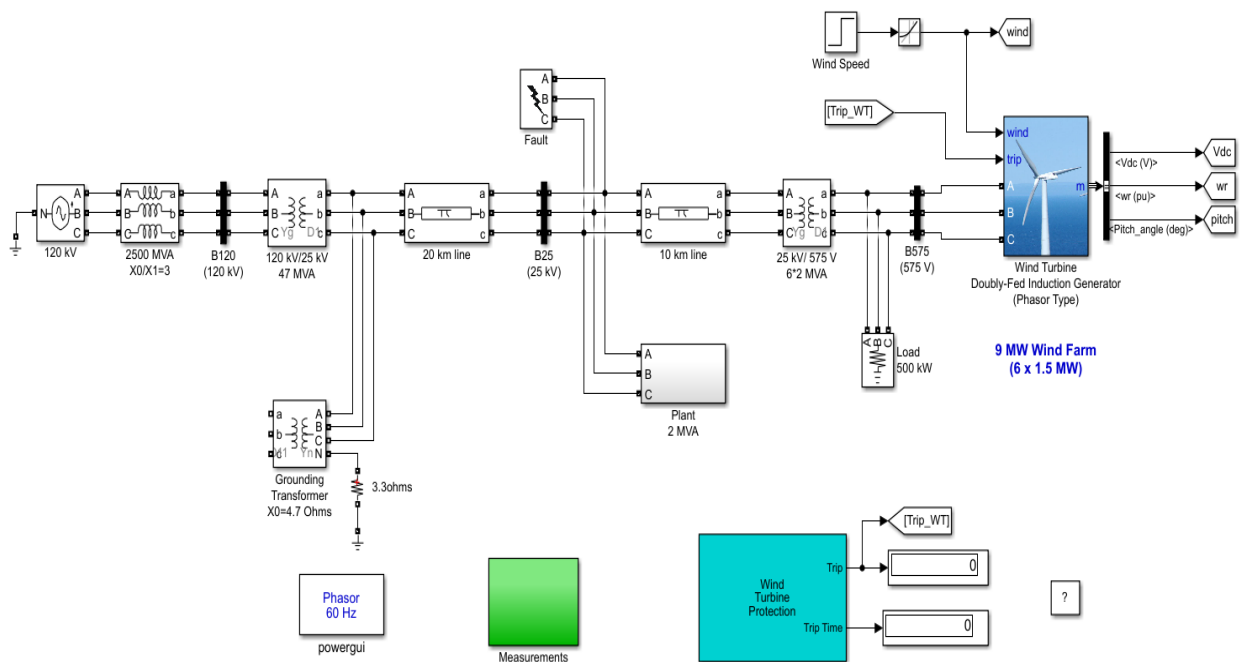 wind
Wind Speed
[Trip_WT]
A
B
C
Fault
wind
trip
A
B
C
m
<Vdc (V)>
<wr (pu)>
<Pitch_angle (deg)>
Vdc
wr
pitch
Wind Turbine
Doubly-Fed Induction Generator
(Phasor Type)
9 MW Wind Farm
(6 x 1.5 MW)
N
A
B
C
120 kV
A
B
C
A
B
C
2500 MVA
X0/X1=3
a
b
c
B120
(120 kV)
A
B
C
a
b
c
Yg
120 kV/25 kV
47 MVA
A
B
C
a
b
c
20 km line
a
b
c
B25
(25 kV)
A
B
C
a
b
c
10 km line
A
B
C
a
b
c
Yg
25 kV/ 575 V
6*2 MVA
B575
(575 V)
A
B
C
Load
500 kW
A
B
C
Plant
2 MVA
a
b
c
A
B
C
N
Yn
Grounding
Transformer
X0=4.7 Ohms
3.3ohms
Phasor
60 Hz
powergui
Measurements
Wind
Turbine
Protection
Trip
Trip Time
[Trip_WT]
0
0
?